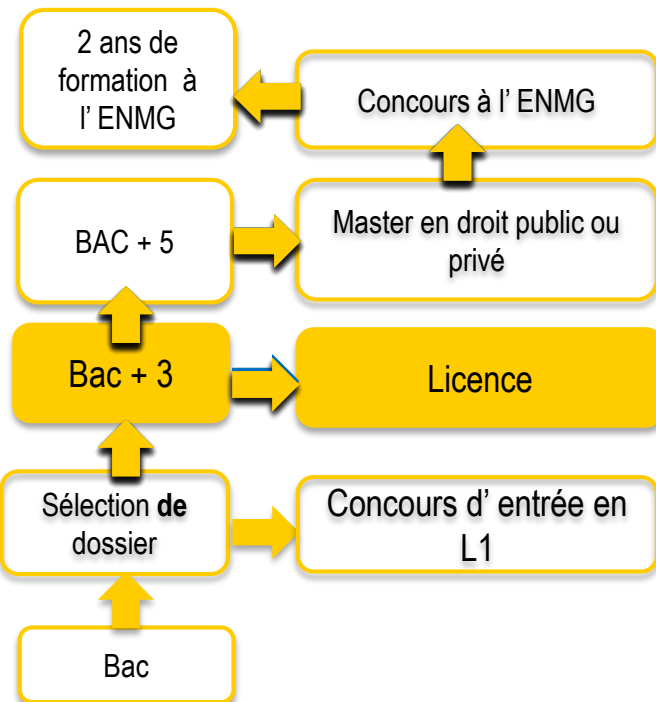 2 ans de
formation à
l’ ENMG
Concours à l’ ENMG
BAC + 5
Master en droit public ou
privé
Bac + 3
Licence
Sélection de
dossier
Concours d’ entrée en
L1
Bac